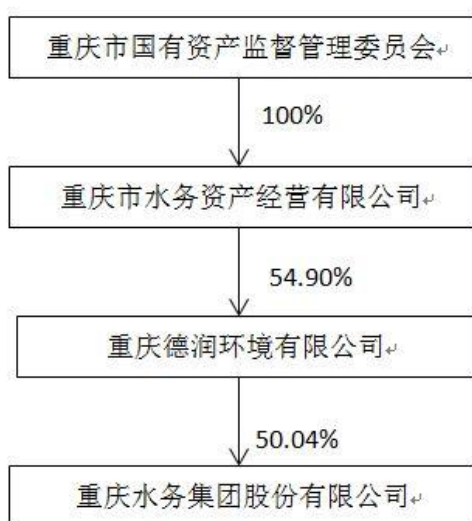 重庆市国有资产监督管理委员会
100%
重庆市水务资产经营有限公司
54.90%
重庆德润环境有限公司
50.04%
重庆水务集团股份有限公司